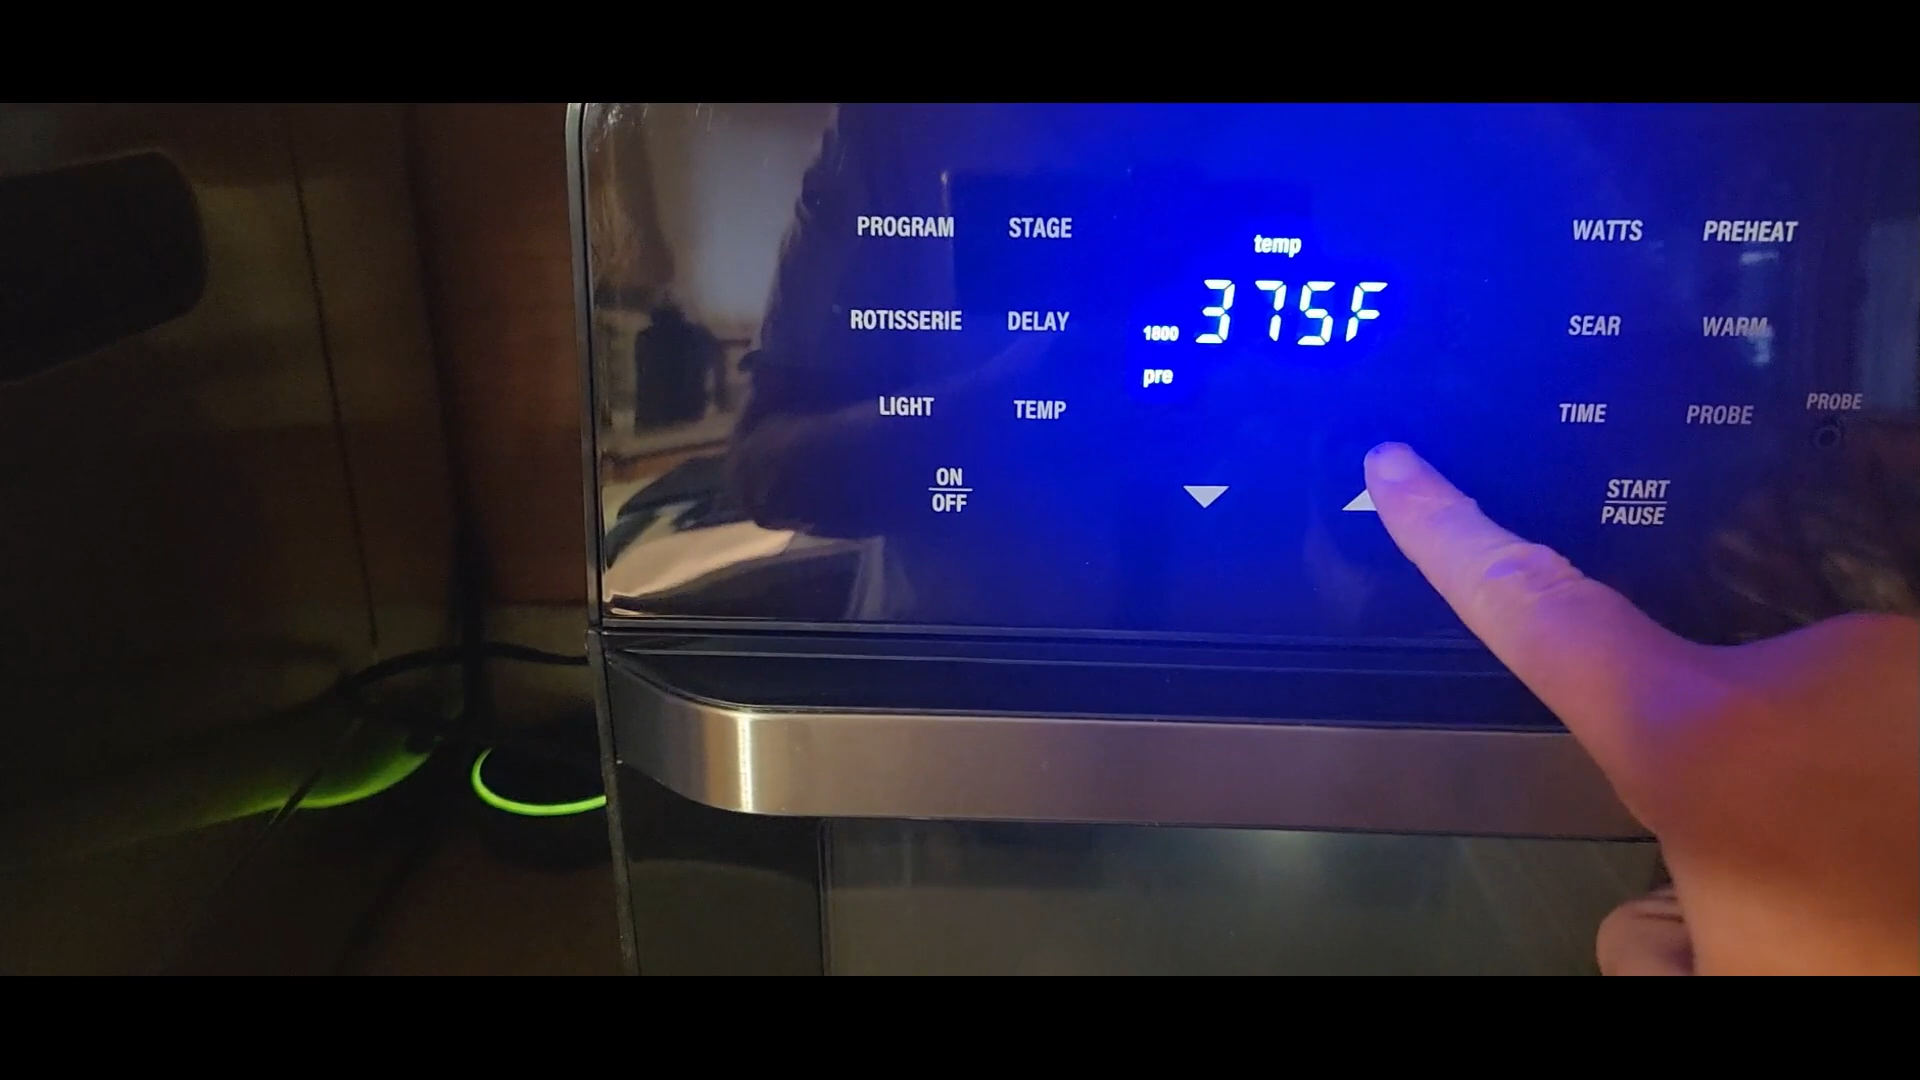 PROGRAM STAGE
ROTISSERIE DELAY
LIGHT TEMP
ON
OFF
temp
1800 375F
pre
WATTS PREHEAT
SEAR WARM
TIME PROBE PROBE
START
PAUSE